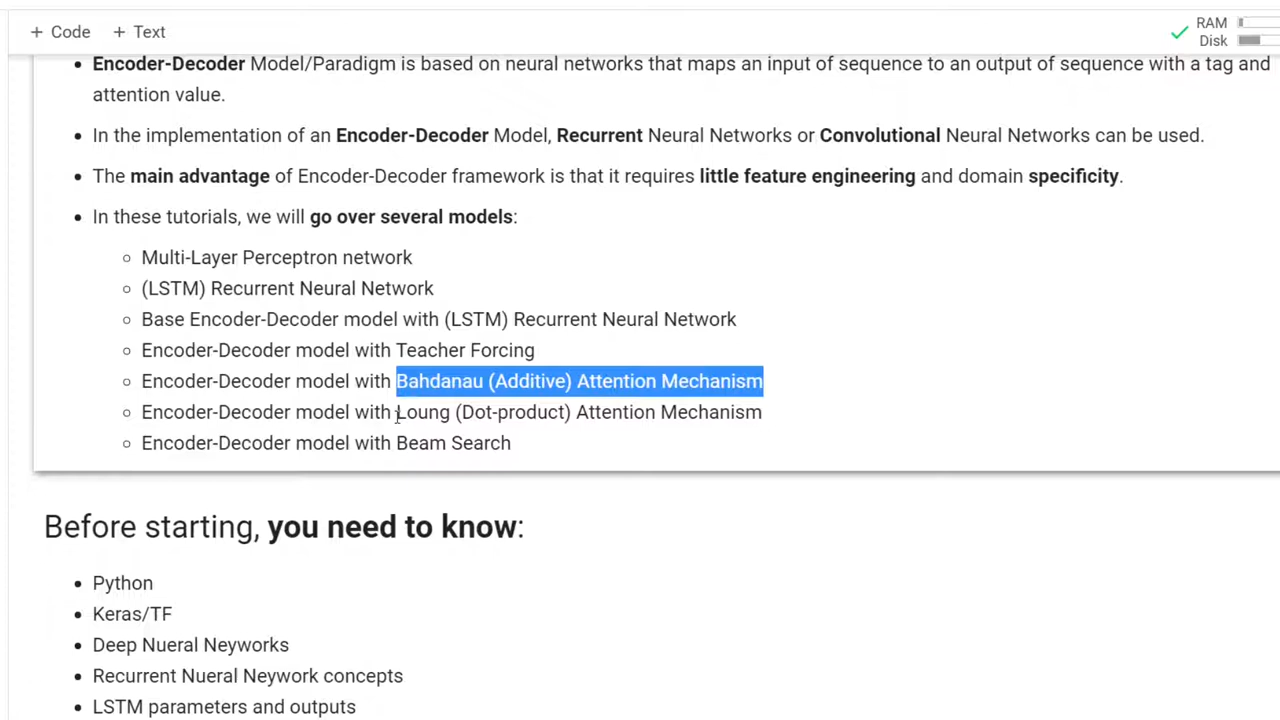 + Code + Text
RAM
Disk
Encoder-Decoder Model/Paradigm is based on neural networks that maps an input of sequence to an output of sequence with a tag and
attention value.
In the implementation of an Encoder-Decoder Model, Recurrent Neural Networks or Convolutional Neural Networks can be used.
The main advantage of Encoder-Decoder framework is that it requires little feature engineering and domain specificity.
In these tutorials, we will go over several models:
Multi-Layer Perceptron network
(LSTM) Recurrent Neural Network
Base Encoder-Decoder model with (LSTM) Recurrent Neural Network
Encoder-Decoder model with Teacher Forcing
Encoder-Decoder model with Bahdanau (Additive) Attention Mechanism
Encoder-Decoder model with Loung (Dot-product) Attention Mechanism
Encoder-Decoder model with Beam Search
Before starting, you need to know:
Python
Keras/TF
Deep Nueral Neyworks
Recurrent Nueral Neywork concepts
LSTM parameters and outputs